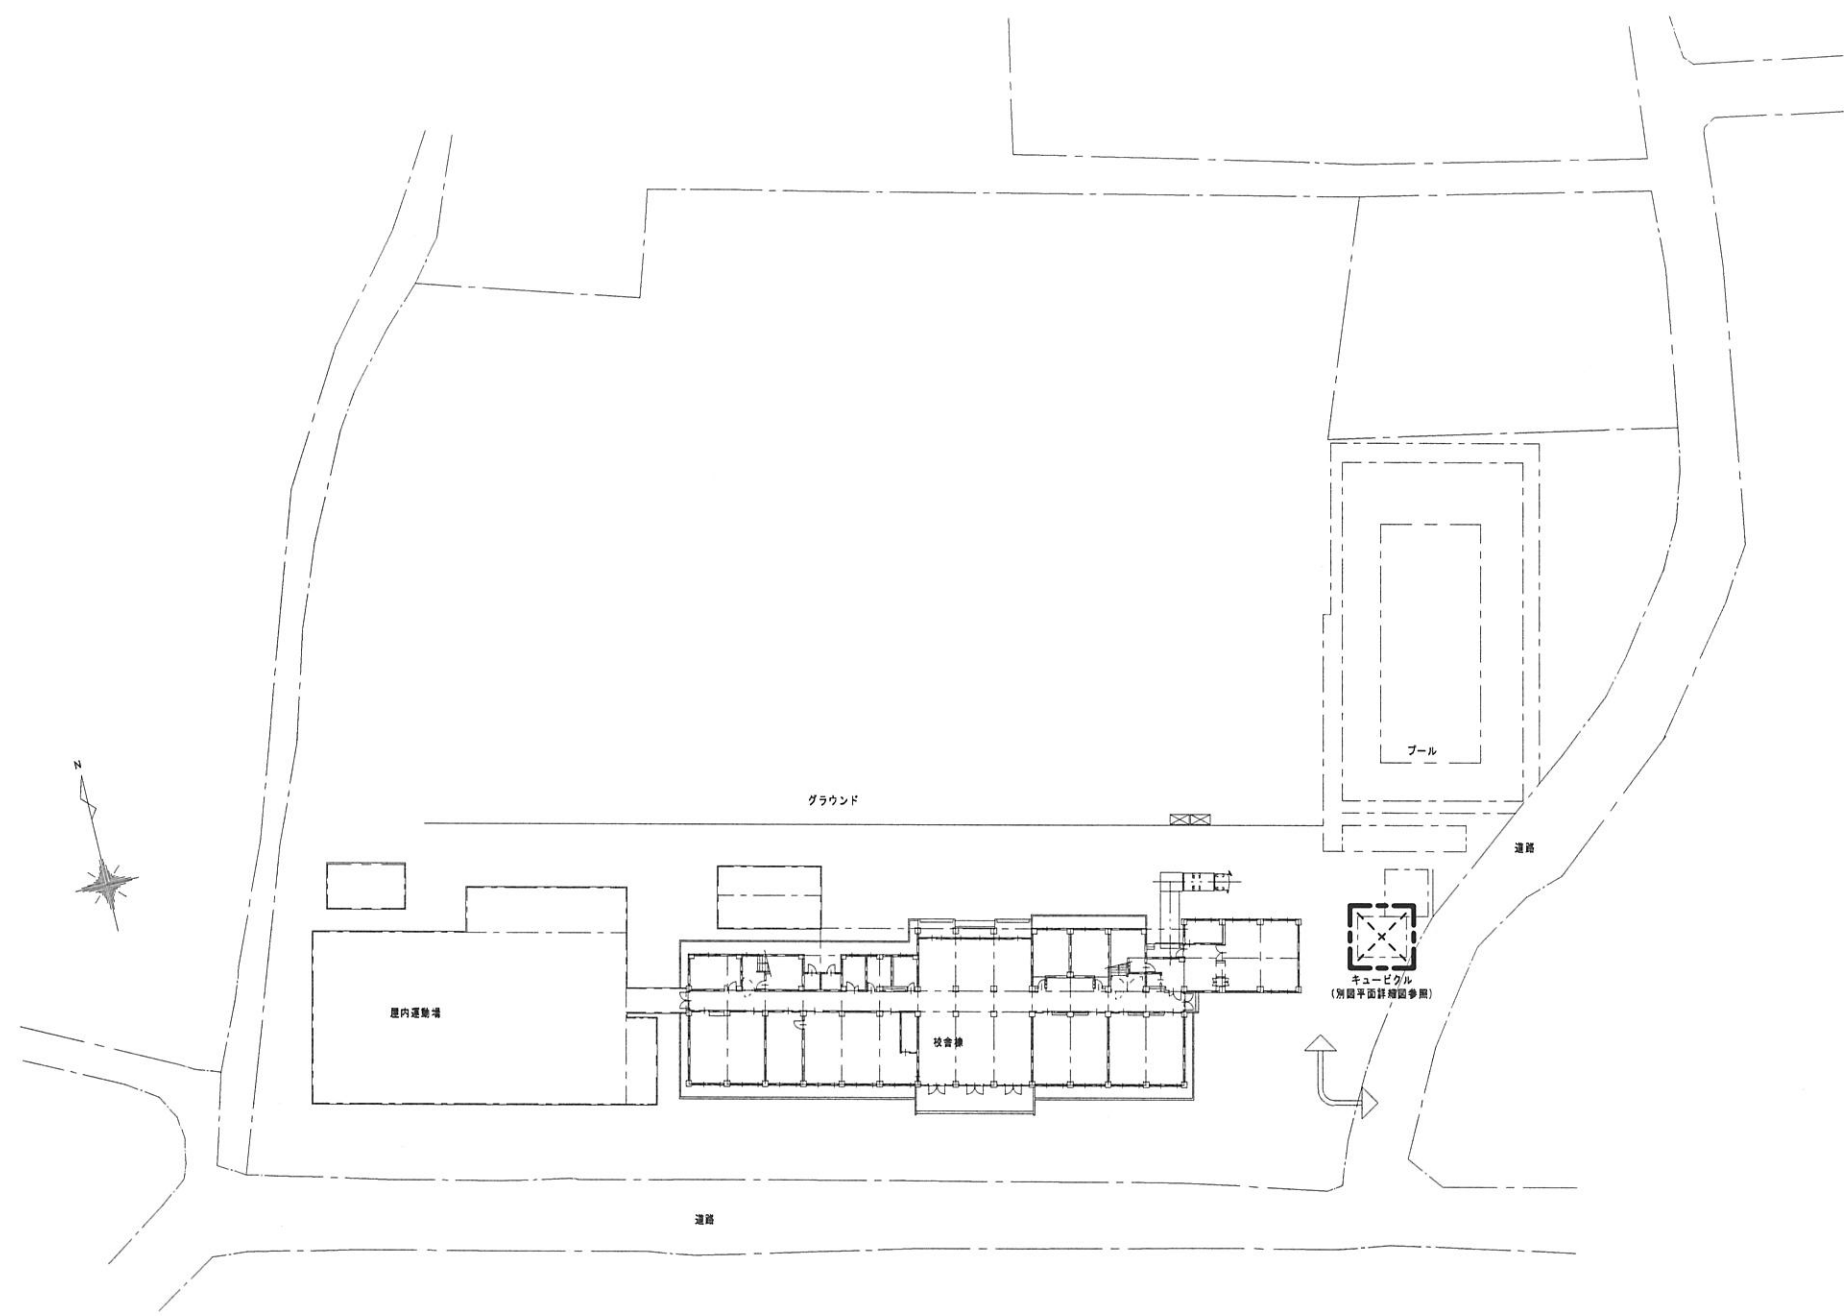 N
プール
グラウンド
道路
キュービクル
(別図平面詳細図参照)
屋内運動場
校舎棟
道路